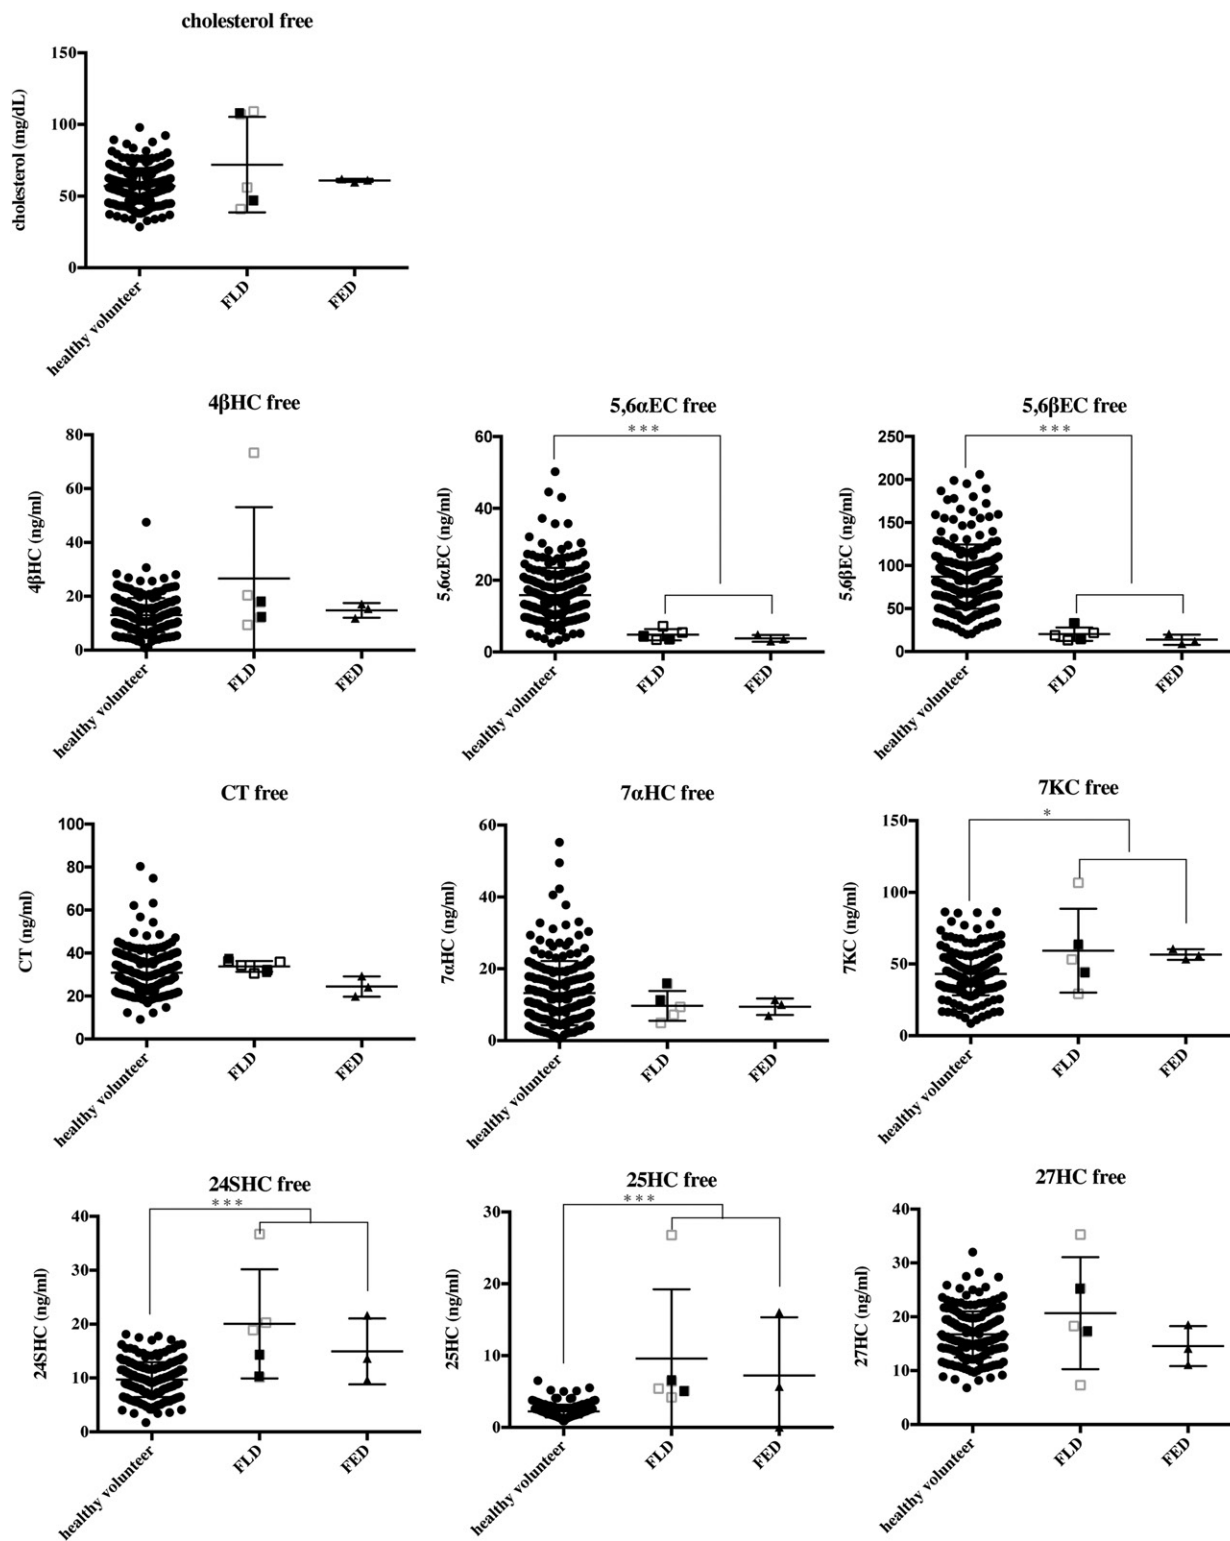 cholesterol free
150
100
50
0
cholesterol (mg/dL)
healthy volunteer
FLD
FED
4βHC free
80
60
40
20
0
4βHC (ng/ml)
healthy volunteer
FLD
FED
5,6αEC free
***
60
40
20
0
5,6αEC (ng/ml)
healthy volunteer
FLD
FED
5,6βEC free
***
250
200
150
100
50
0
5,6βEC (ng/ml)
healthy volunteer
FLD
FED
CT free
100
80
60
40
20
0
CT (ng/ml)
healthy volunteer
FLD
FED
7αHC free
60
40
20
0
7αHC (ng/ml)
healthy volunteer
FLD
FED
7KC free
*
150
100
50
0
7KC (ng/ml)
healthy volunteer
FLD
FED
24SHC free
***
40
30
20
10
0
24SHC (ng/ml)
healthy volunteer
FLD
FED
25HC free
***
30
20
10
0
25HC (ng/ml)
healthy volunteer
FLD
FED
27HC free
40
30
20
10
0
27HC (ng/ml)
healthy volunteer
FLD
FED